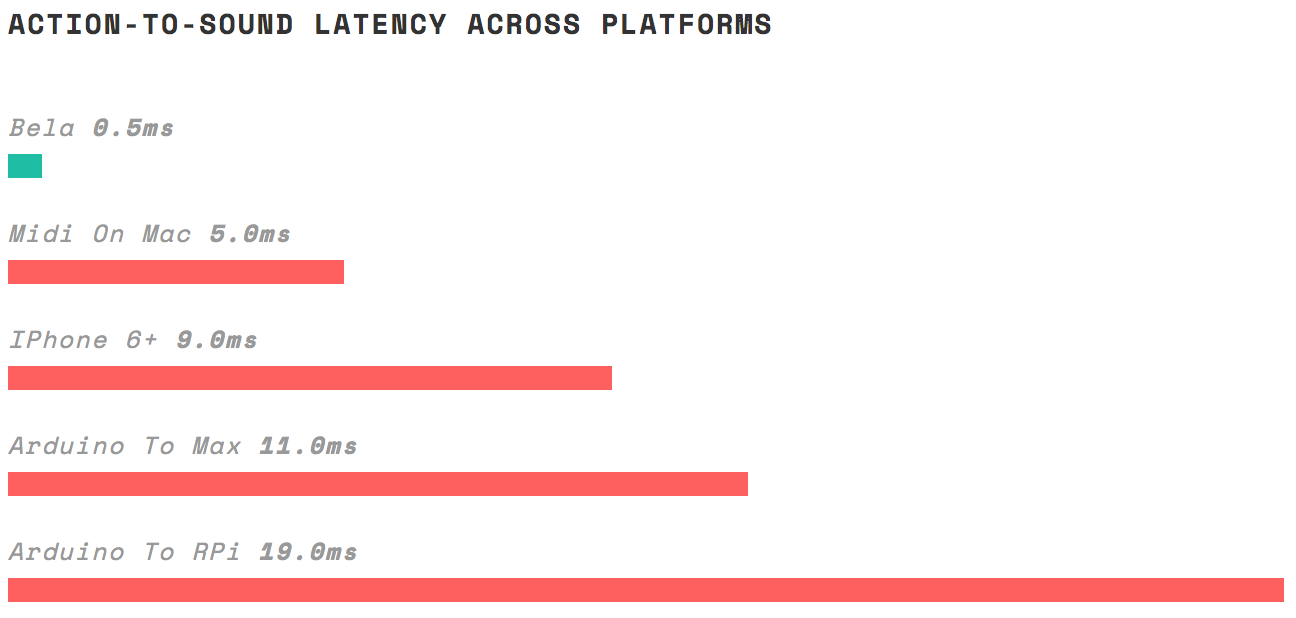 ACTION-TO-SOUND LATENCY ACROSS PLATFORMS
Bela 0.5ms
Midi On Mac 5.0ms
IPhone 6+ 9.0ms
Arduino To Max 11.0ms
Arduino To RPi 19.0ms